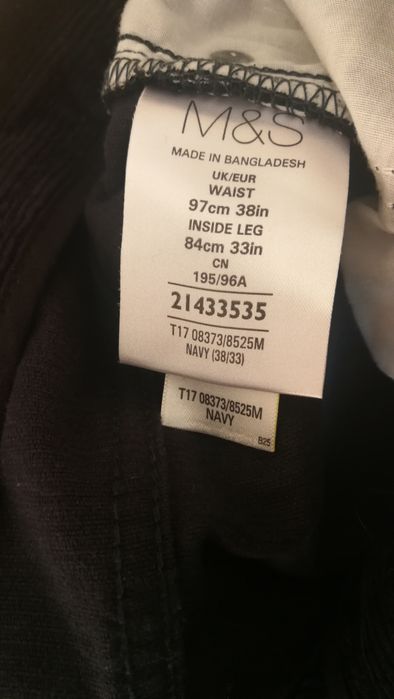 M&S
MADE IN BANGLADESH
UK/EUR
WAIST
97cm 38in
INSIDE LEG
84cm 33in
CN
195/96A
21433535
T17 08373/8525M
NAVY (38/33)
T17 08373/8525M
NAVY
B25